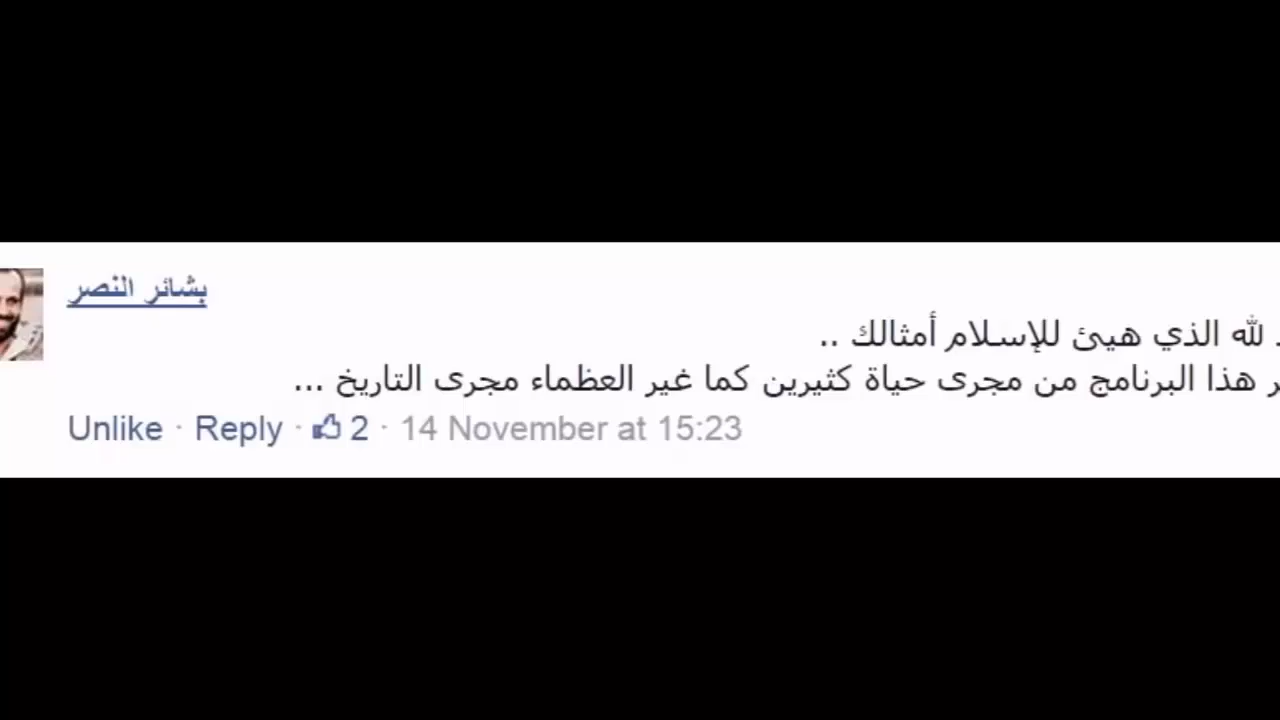 بشائر النصر
لله الذي هيئ للإسلام أمثالك ..
هذا البرنامج من مجرى حياة كثيرين كما غير العظماء مجرى التاريخ ...
Unlike · Reply · 2 · 14 November at 15:23